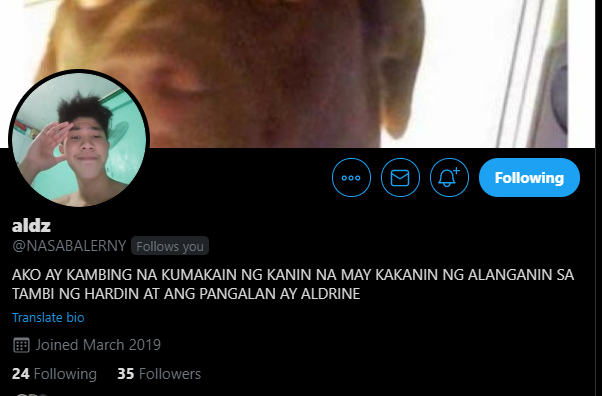 Following
aldz
@NASABALERNY Follows you
AKO AY KAMBING NA KUMAKAIN NG KANIN NA MAY KAKANIN NG ALANGANIN SA
TAMBI NG HARDIN AT ANG PANGALAN AY ALDRINE
Translate bio
Joined March 2019
24 Following 35 Followers